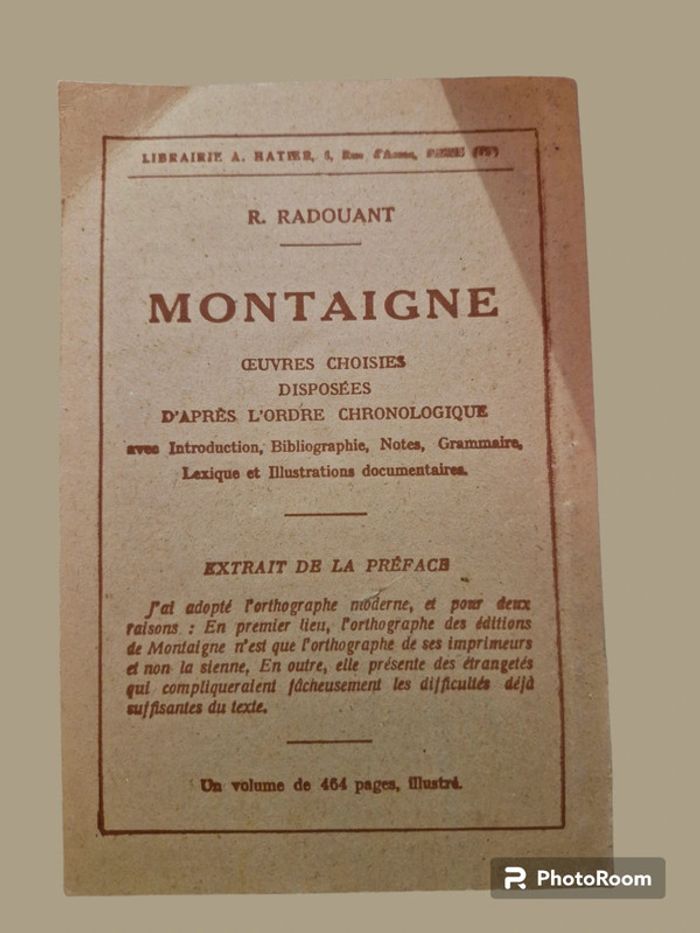 LIBRAIRIE A. HATIER, 8, Rue d'Assas, PARIS (VIᵉ)
R. RADOUANT
MONTAIGNE
ŒUVRES CHOISIES
DISPOSÉES
D'APRÈS L'ORDRE CHRONOLOGIQUE
avec Introduction, Bibliographie, Notes, Grammaire,
Lexique et Illustrations documentaires.
EXTRAIT DE LA PRÉFACE
J'ai adopté l'orthographe moderne, et pour deux
raisons : En premier lieu, l'orthographe des éditions
de Montaigne n'est que l'orthographe de ses imprimeurs
et non la sienne, En outre, elle présente des étrangetés
qui compliqueraient fâcheusement les difficultés déjà
suffisantes du texte.
Un volume de 464 pages, illustré.
PhotoRoom